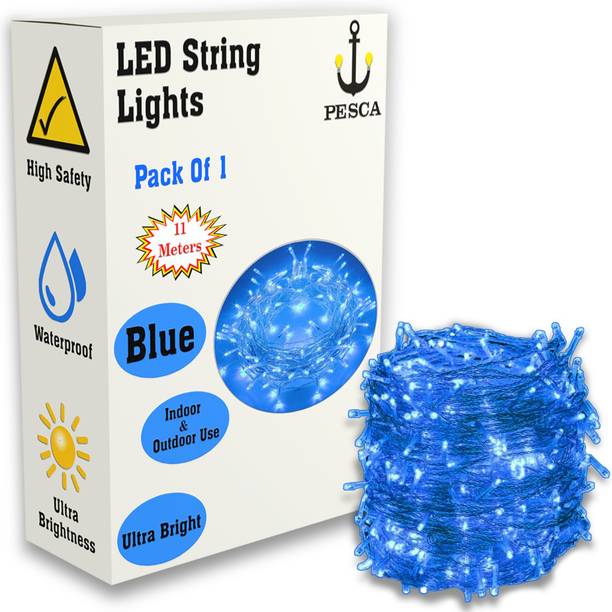 LED String
Lights
PESCA
Pack Of 1
11
Meters
Blue
Indoor
&
Outdoor Use
Ultra Bright
High Safety
Waterproof
Ultra
Brightness